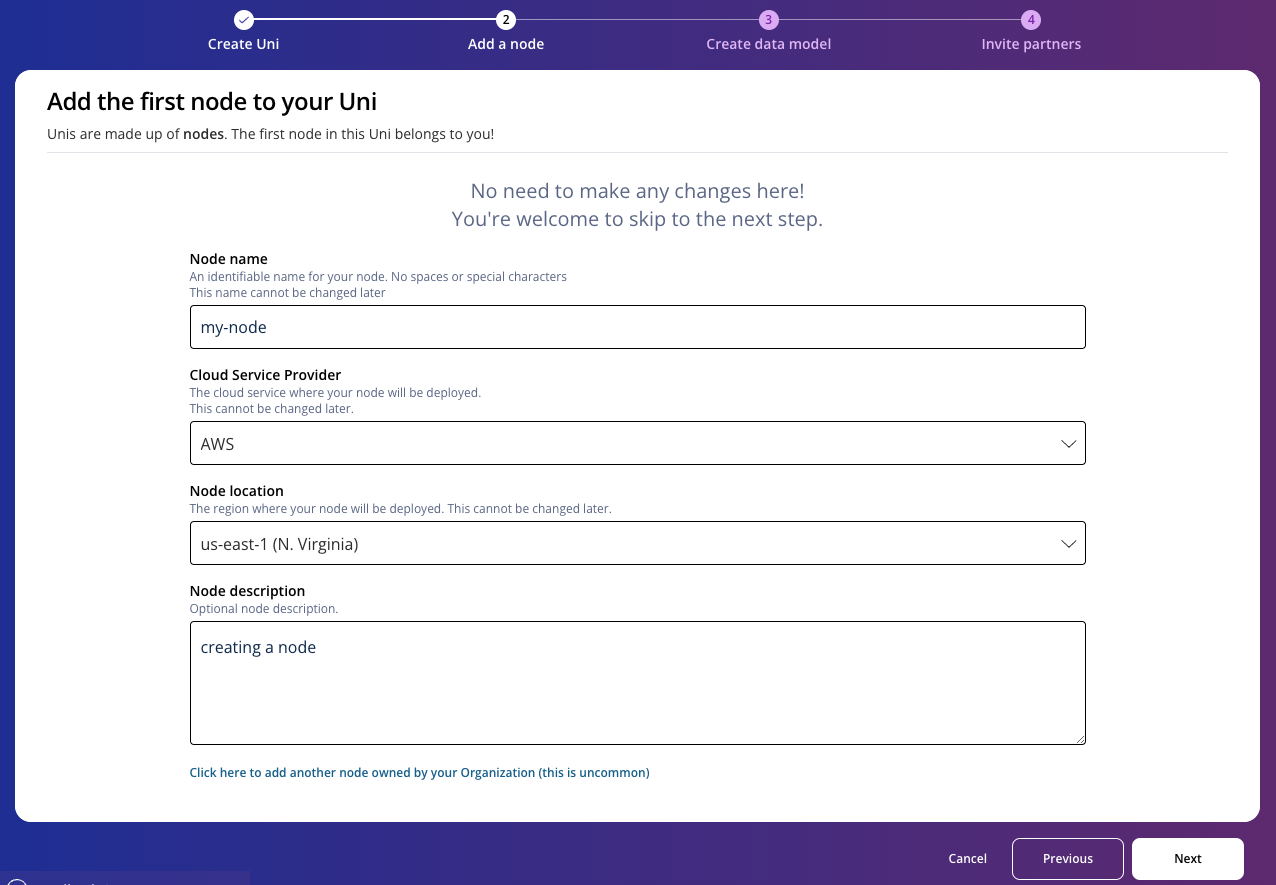 2
3
4
Create Uni
Add a node
Create data model
Invite partners
Add the first node to your Uni
Unis are made up of nodes. The first node in this Uni belongs to you!
No need to make any changes here!
You're welcome to skip to the next step.
Node name
An identifiable name for your node. No spaces or special characters
This name cannot be changed later
my-node
Cloud Service Provider
The cloud service where your node will be deployed.
This cannot be changed later.
AWS
Node location
The region where your node will be deployed. This cannot be changed later.
us-east-1 (N. Virginia)
Node description
Optional node description.
creating a node
Click here to add another node owned by your Organization (this is uncommon)
Cancel
Previous
Next